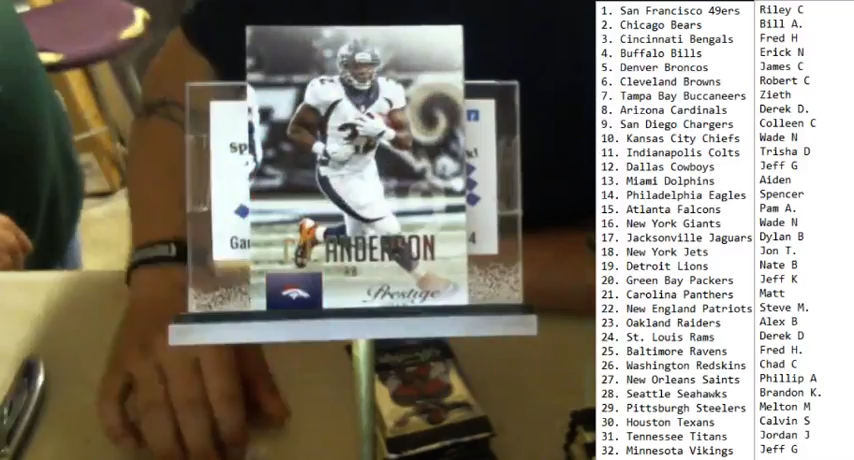 C.J. ANDERSON
RB
Prestige
Sp
Ga
4
1. San Francisco 49ers Riley C
2. Chicago Bears Bill A.
3. Cincinnati Bengals Fred H
4. Buffalo Bills Erick N
5. Denver Broncos James C
6. Cleveland Browns Robert C
7. Tampa Bay Buccaneers Zieth
8. Arizona Cardinals Derek D.
9. San Diego Chargers Colleen C
10. Kansas City Chiefs Wade N
11. Indianapolis Colts Trisha D
12. Dallas Cowboys Jeff G
13. Miami Dolphins Aiden
14. Philadelphia Eagles Spencer
15. Atlanta Falcons Pam A.
16. New York Giants Wade N
17. Jacksonville Jaguars Dylan B
18. New York Jets Jon T.
19. Detroit Lions Nate B
20. Green Bay Packers Jeff K
21. Carolina Panthers Matt
22. New England Patriots Steve M.
23. Oakland Raiders Alex B
24. St. Louis Rams Derek D
25. Baltimore Ravens Fred H.
26. Washington Redskins Chad C
27. New Orleans Saints Phillip A
28. Seattle Seahawks Brandon K.
29. Pittsburgh Steelers Melton M
30. Houston Texans Calvin S
31. Tennessee Titans Jordan J
32. Minnesota Vikings Jeff G